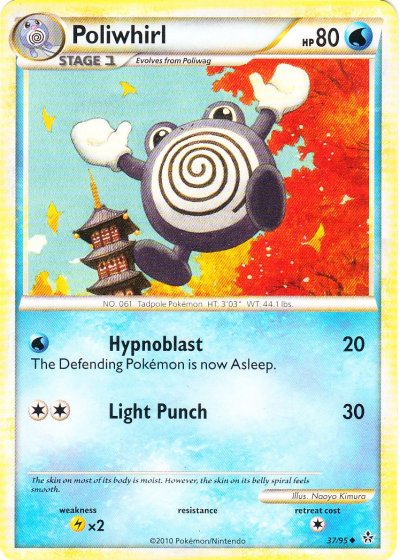 Poliwhirl
HP 80
STAGE 1
Evolves from Poliwag
NO. 061 Tadpole Pokémon HT: 3'03" WT: 44.1 lbs.
Hypnoblast 20
The Defending Pokémon is now Asleep.
Light Punch 30
The skin on most of its body is moist. However, the skin on its belly spiral feels
smooth.
Illus. Naoyo Kimura
weakness resistance retreat cost
×2
©2010 Pokémon/Nintendo 37/95